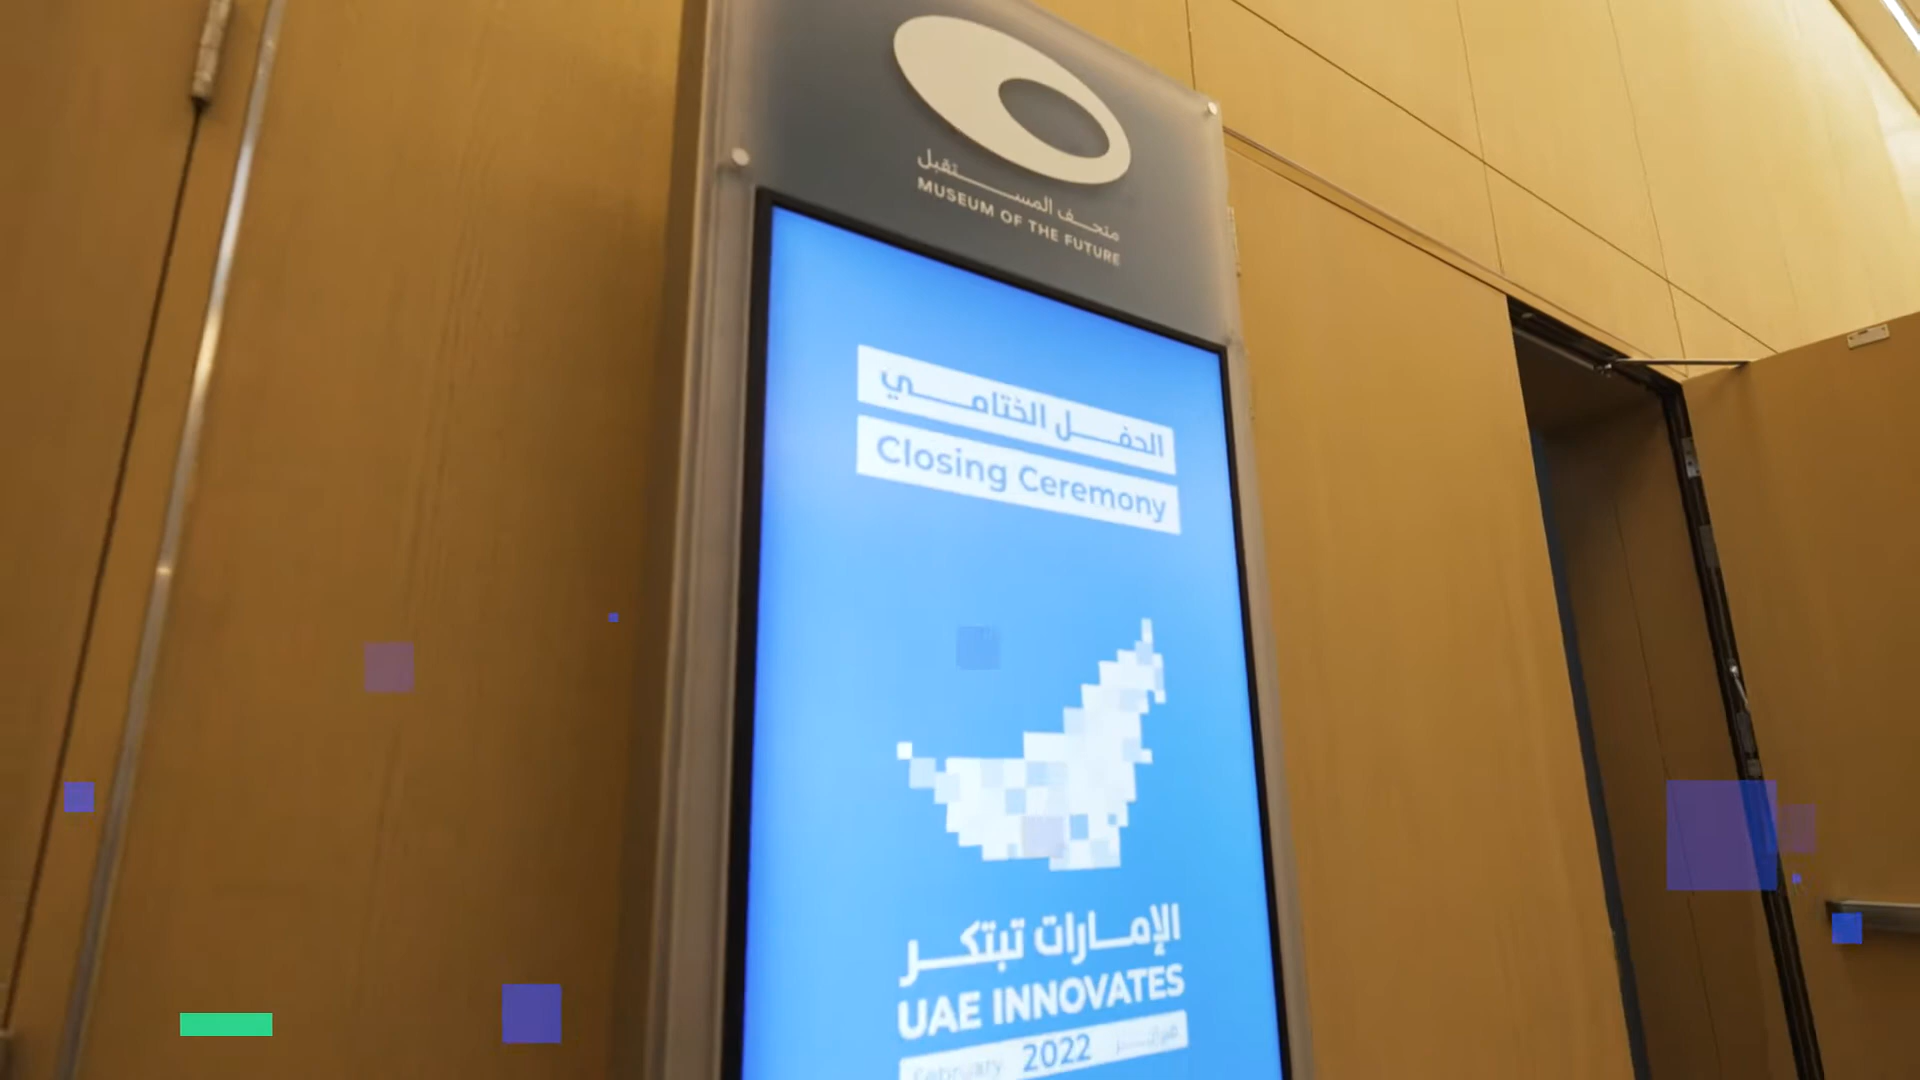 متحف المستقبل
MUSEUM OF THE FUTURE
الحفل الختامي
Closing Ceremony
الإمارات تبتكر
UAE INNOVATES
February 2022 فبراير